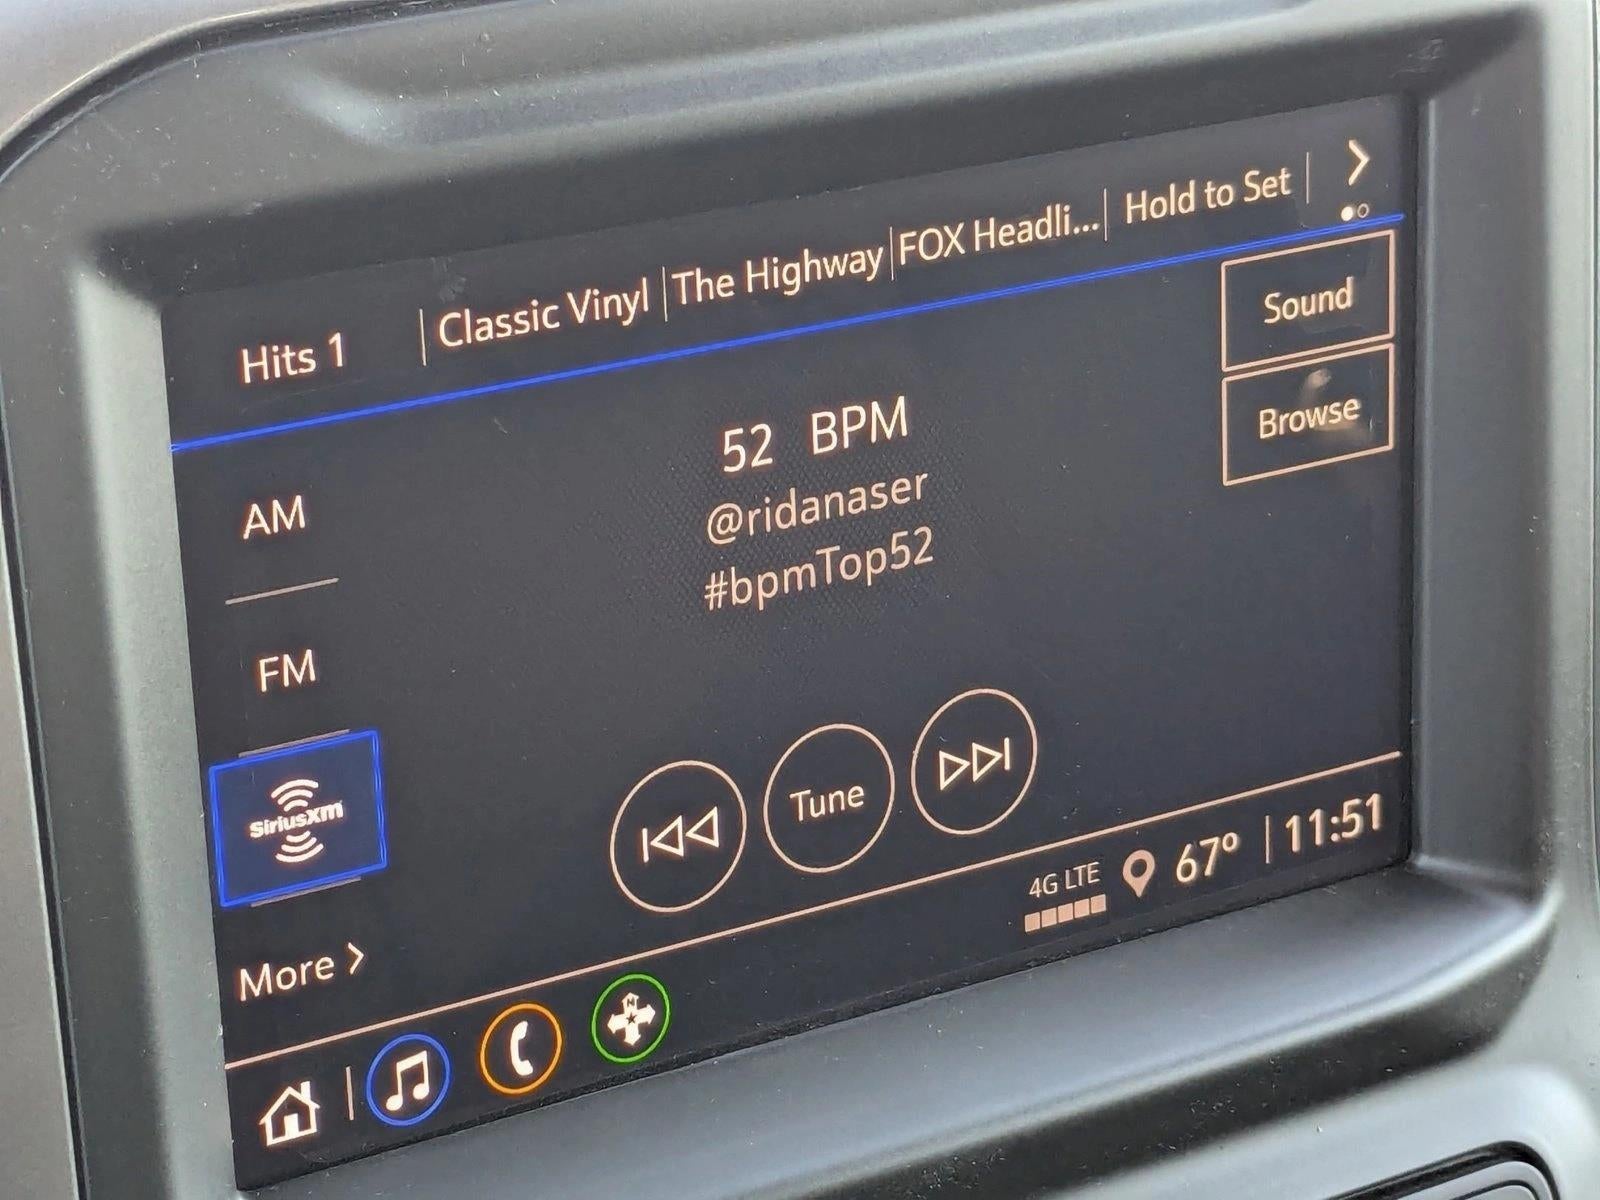 Hits 1 | Classic Vinyl | The Highway | FOX Headli... | Hold to Set |
Sound
Browse
52 BPM
@ridanaser
#bpmTop52
AM
FM
SiriusXm
Tune
More >
4G LTE
67° | 11:51
N